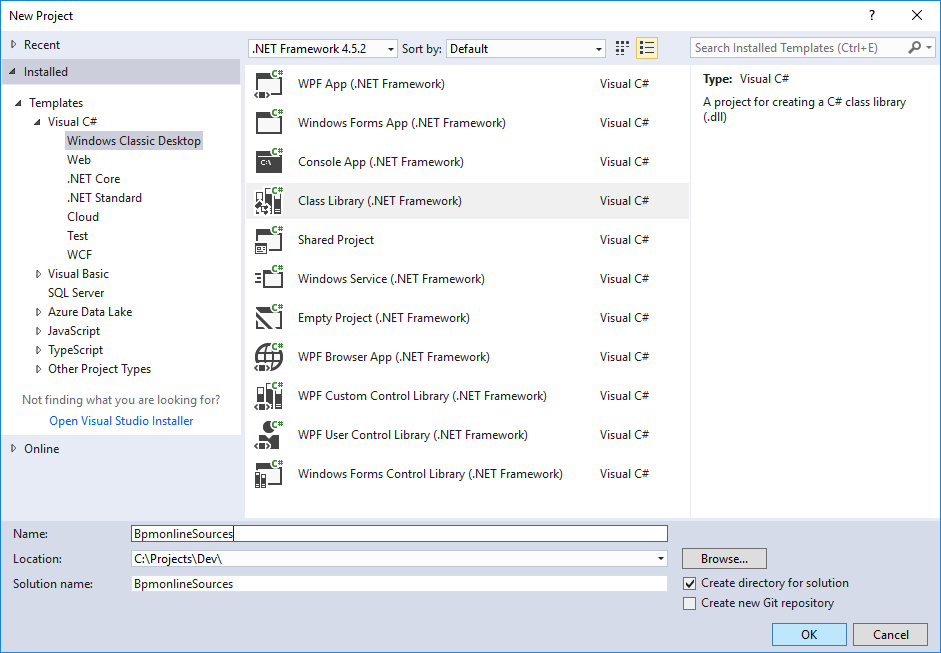 New Project
?
Recent
Installed
Templates
Visual C#
Windows Classic Desktop
Web
.NET Core
.NET Standard
Cloud
Test
WCF
Visual Basic
SQL Server
Azure Data Lake
JavaScript
TypeScript
Other Project Types
Not finding what you are looking for?
Open Visual Studio Installer
Online
.NET Framework 4.5.2 Sort by: Default
C# WPF App (.NET Framework) Visual C#
C# Windows Forms App (.NET Framework) Visual C#
C# C:\ Console App (.NET Framework) Visual C#
C# Class Library (.NET Framework) Visual C#
C# Shared Project Visual C#
C# Windows Service (.NET Framework) Visual C#
C# Empty Project (.NET Framework) Visual C#
C# WPF Browser App (.NET Framework) Visual C#
C# WPF Custom Control Library (.NET Framework) Visual C#
C# WPF User Control Library (.NET Framework) Visual C#
C# Windows Forms Control Library (.NET Framework) Visual C#
Search Installed Templates (Ctrl+E)
Type: Visual C#
A project for creating a C# class library
(.dll)
Name: BpmonlineSources
Location: C:\Projects\Dev\ Browse...
Solution name: BpmonlineSources
Create directory for solution
Create new Git repository
OK Cancel